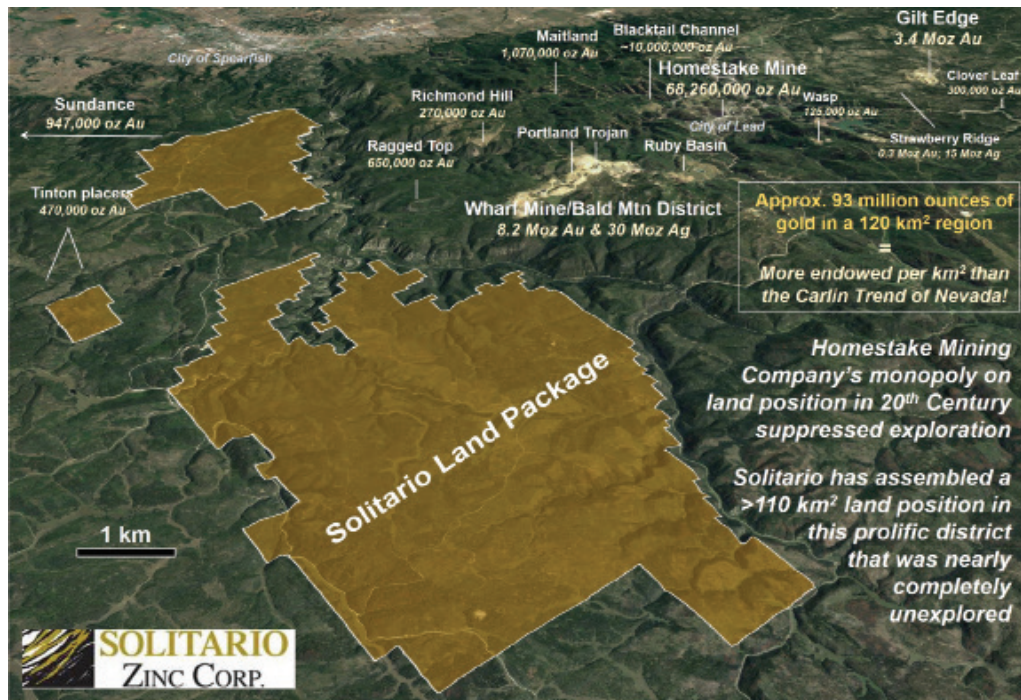 City of Spearfish
Maitland
1,070,000 oz Au
Blacktail Channel
~10,000,000 oz Au
Gilt Edge
3.4 Moz Au
Homestake Mine
68,260,000 oz Au
Clover Leaf
300,000 oz Au
Sundance
947,000 oz Au
Richmond Hill
270,000 oz Au
Wasp
125,000 oz Au
City of Lead
Ragged Top
650,000 oz Au
Portland Trojan
Ruby Basin
Strawberry Ridge
0.3 Moz Au; 15 Moz Ag
Tinton placers
470,000 oz Au
Wharf Mine/Bald Mtn District
8.2 Moz Au & 30 Moz Ag
Approx. 93 million ounces of
gold in a 120 km² region
=
More endowed per km² than
the Carlin Trend of Nevada!
Homestake Mining
Company's monopoly on
land position in 20th Century
suppressed exploration
Solitario Land Package
Solitario has assembled a
>110 km² land position in
this prolific district
that was nearly
completely
unexplored
1 km
SOLITARIO
ZINC CORP.